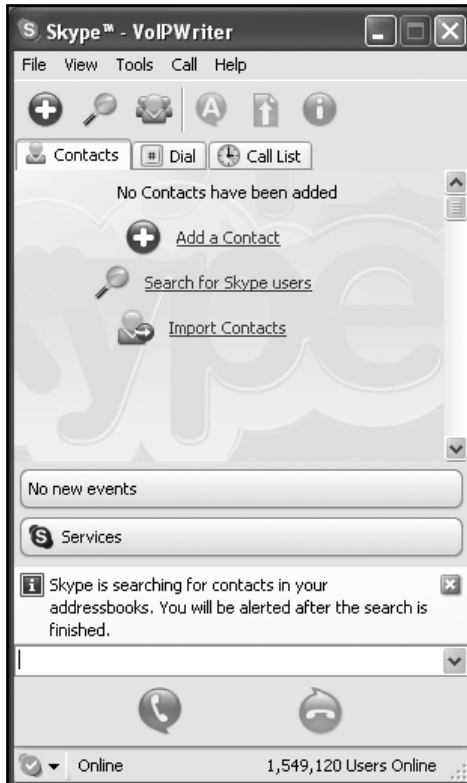 Skype™ - VoIPWriter
File View Tools Call Help
Contacts Dial Call List
No Contacts have been added
Add a Contact
Search for Skype users
Import Contacts
No new events
Services
Skype is searching for contacts in your
addressbooks. You will be alerted after the search is
finished.
Online 1,549,120 Users Online